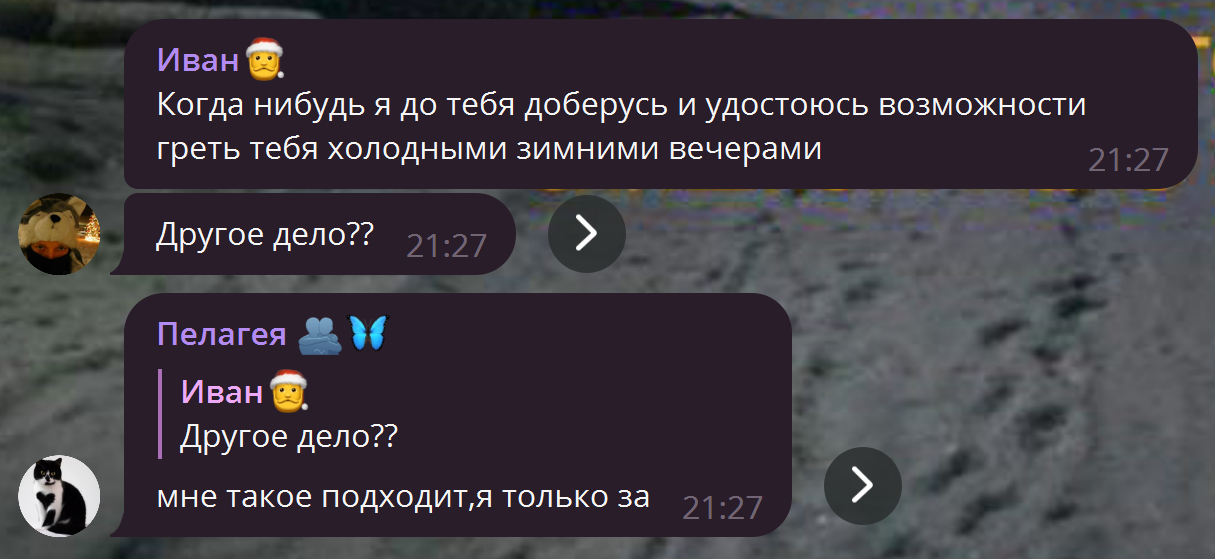 Иван🎅
Когда нибудь я до тебя доберусь и удостоюсь возможности
греть тебя холодными зимними вечерами
21:27
Другое дело??
21:27
Пелагея 🫂🦋
Иван🎅
Другое дело??
мне такое подходит,я только за
21:27